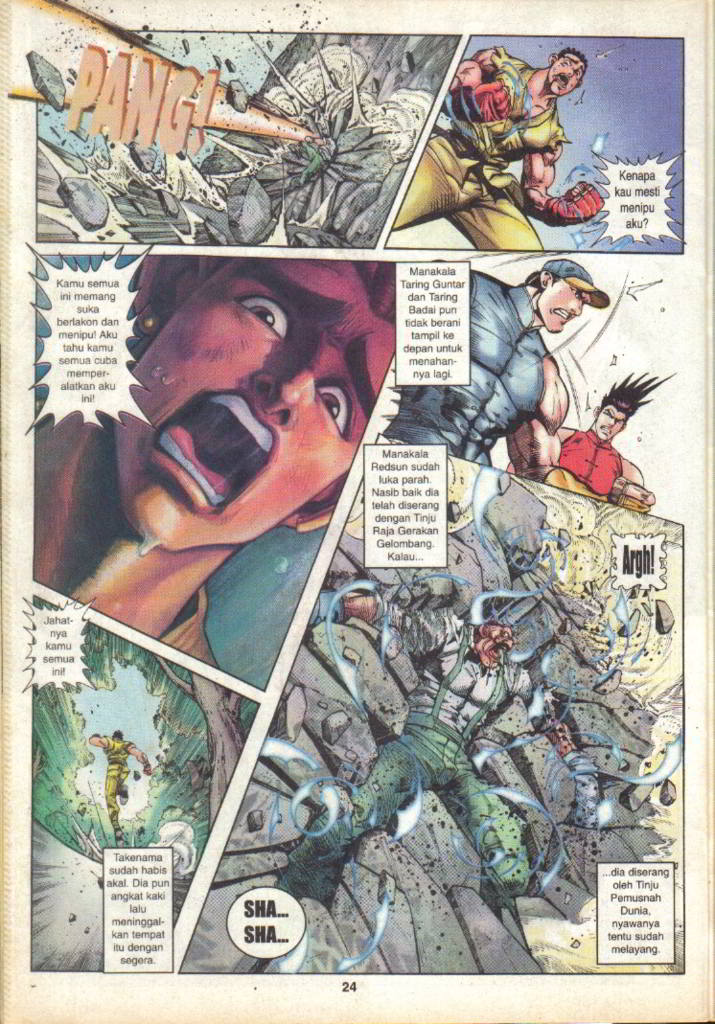 PANG!
Kenapa
kau mesti
menipu
aku?
Kamu semua
ini memang
suka
berlakon dan
menipu! Aku
tahu kamu
semua cuba
memper-
alatkan aku
ini!
Manakala
Taring Guntar
dan Taring
Badai pun
tidak berani
tampil ke
depan untuk
menahan-
nya lagi.
Manakala
Redsun sudah
luka parah.
Nasib baik dia
telah diserang
dengan Tinju
Raja Gerakan
Gelombang.
Kalau...
Argh!
Jahat-
nya
kamu
semua
ini!
Takenama
sudah habis
akal. Dia pun
angkat kaki
lalu
meninggal-
kan tempat
itu dengan
segera.
SHA...
SHA...
...dia diserang
oleh Tinju
Pemusnah
Dunia,
nyawanya
tentu sudah
melayang.
24